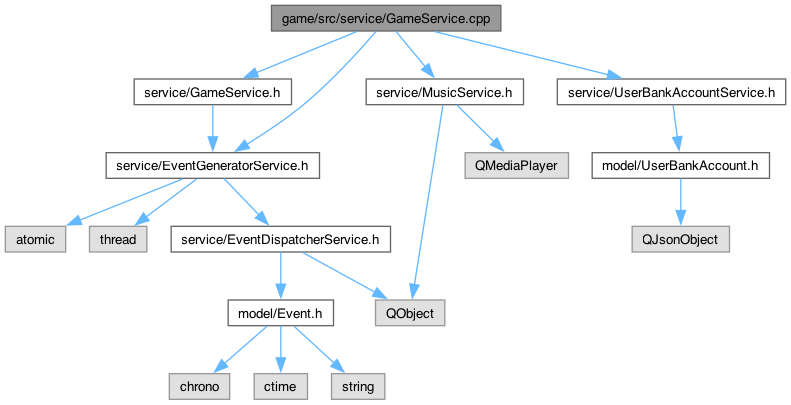 game/src/service/GameService.cpp
service/GameService.h
service/MusicService.h
service/UserBankAccountService.h
service/EventGeneratorService.h
QMediaPlayer
model/UserBankAccount.h
atomic
thread
service/EventDispatcherService.h
QJsonObject
model/Event.h
QObject
chrono
ctime
string